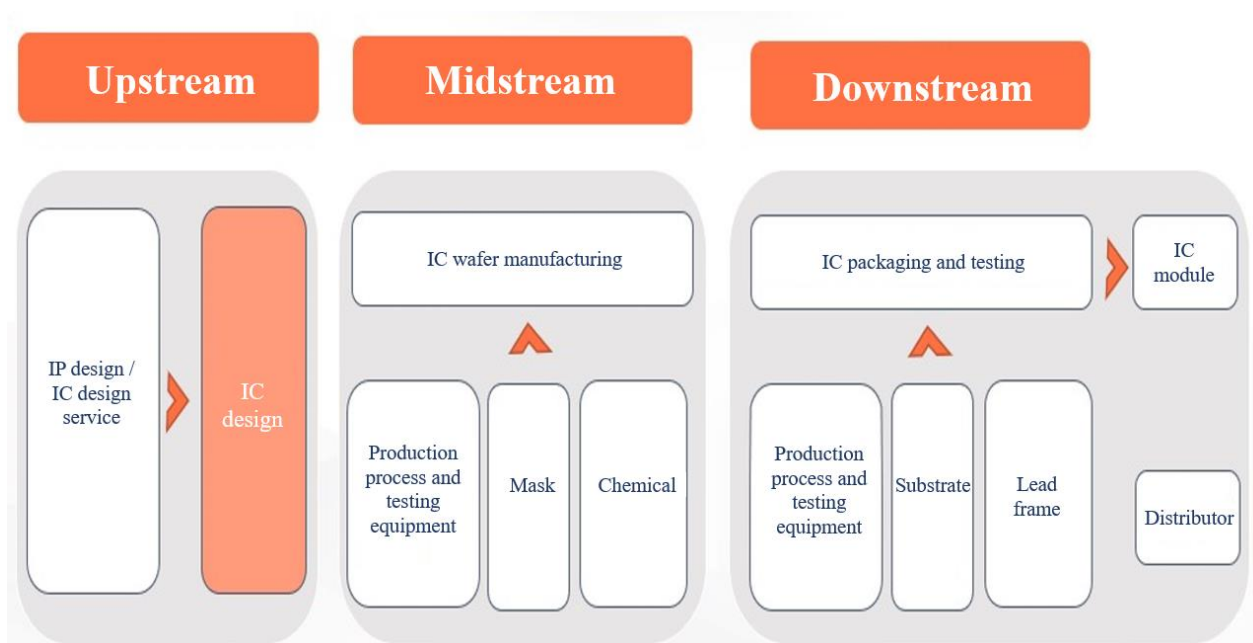 Upstream
Midstream
Downstream
IP design /
IC design
service
IC
design
IC wafer manufacturing
Production
process and
testing
equipment
Mask
Chemical
IC packaging and testing
IC
module
Production
process and
testing
equipment
Substrate
Lead
frame
Distributor